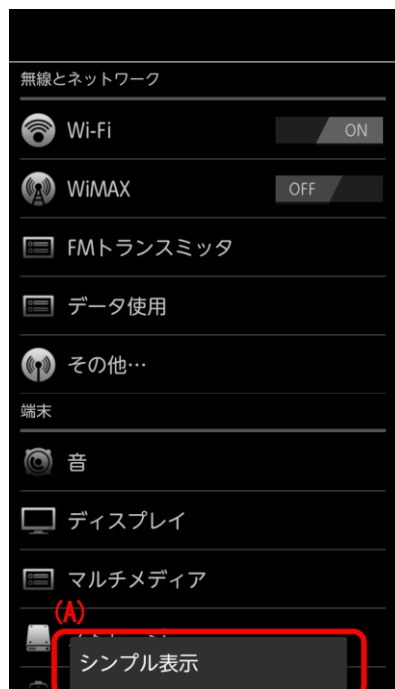 無線とネットワーク
Wi-Fi
ON
WiMAX
OFF
FMトランスミッタ
データ使用
その他…
端末
音
ディスプレイ
マルチメディア
(A)
シンプル表示